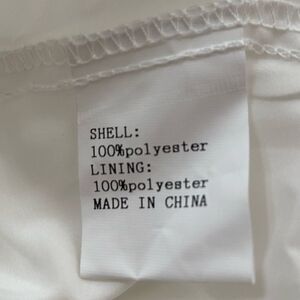 SHELL:
100%polyester
LINING:
100%polyester
MADE IN CHINA